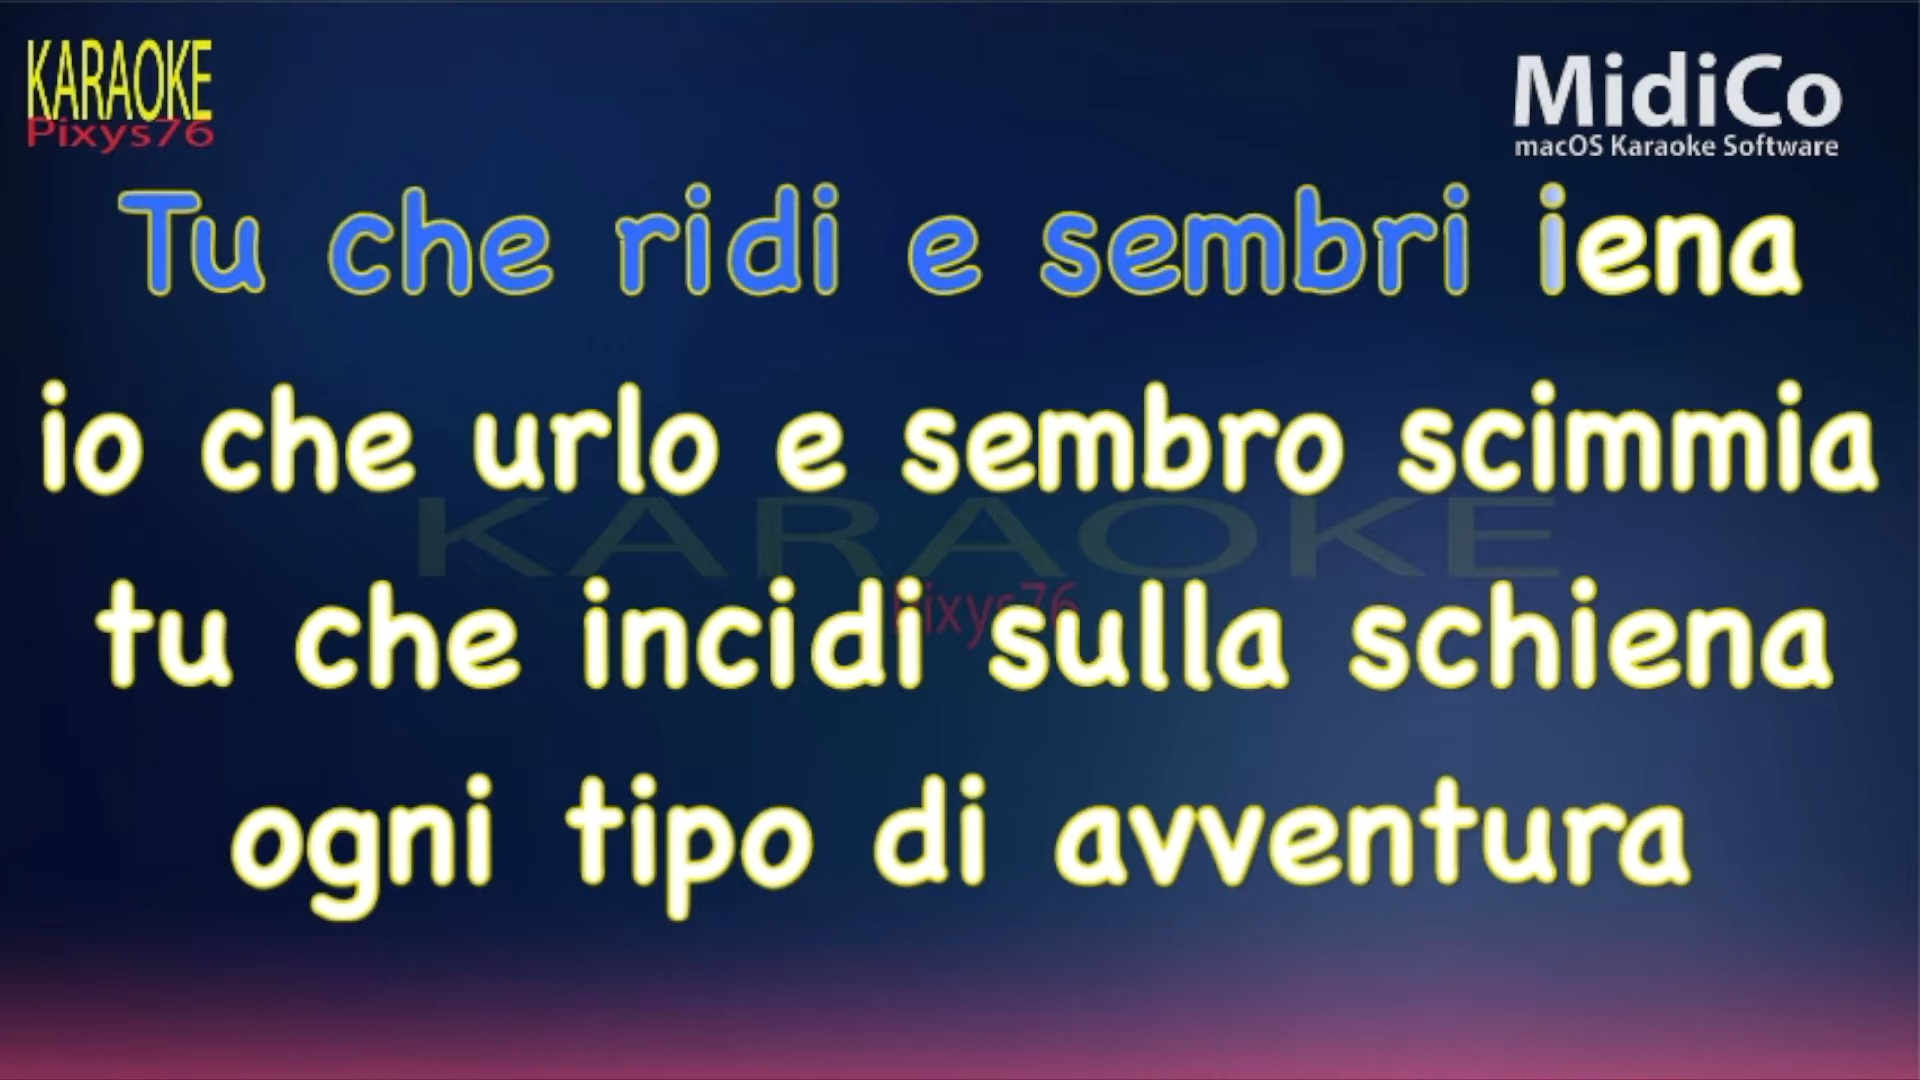 KARAOKE
Pixys76
MidiCo
macOS Karaoke Software
Tu che ridi e sembri iena
io che urlo e sembro scimmia
KARAOKE
Pixys76
tu che incidi sulla schiena
ogni tipo di avventura